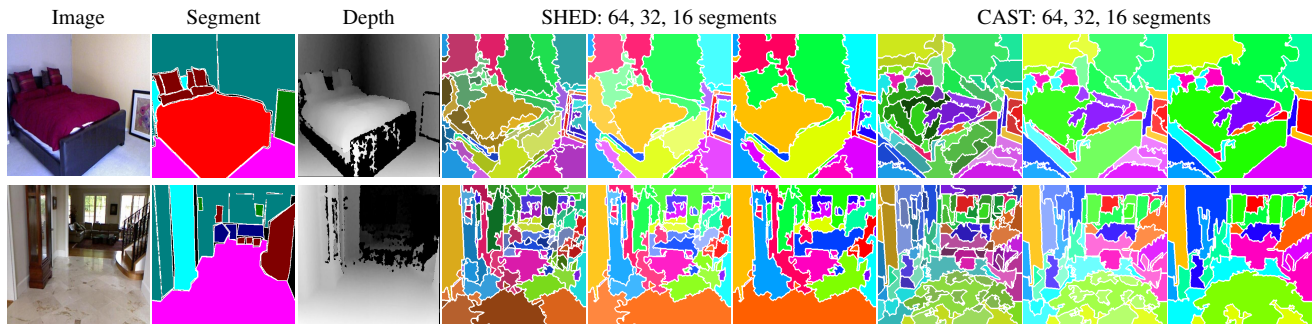 Image Segment Depth SHED: 64, 32, 16 segments CAST: 64, 32, 16 segments